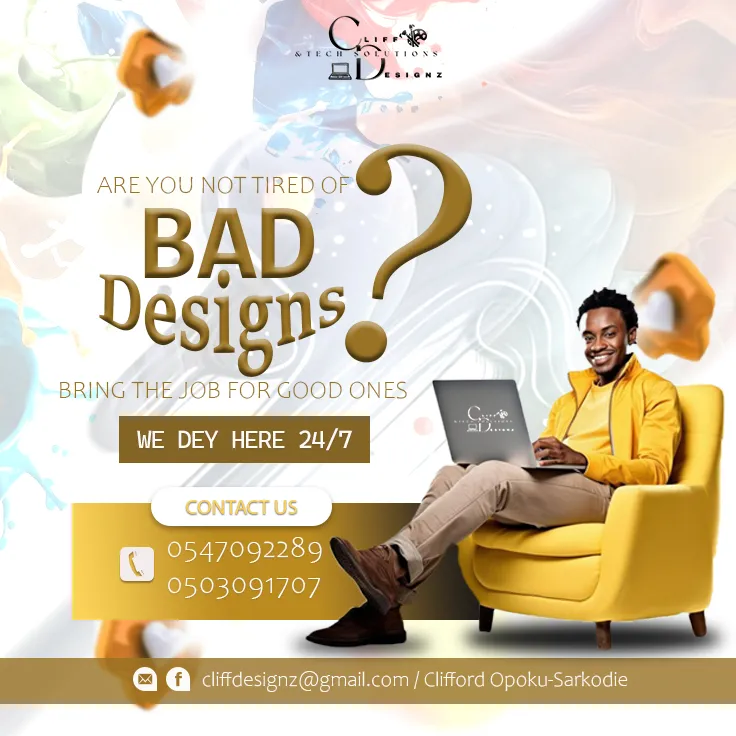 CLIFF
& TECH SOLUTIONS
DESIGNZ
ARE YOU NOT TIRED OF
BAD
Designs
?
BRING THE JOB FOR GOOD ONES
WE DEY HERE 24/7
CONTACT US
0547092289
0503091707
f cliffdesignz@gmail.com / Clifford Opoku-Sarkodie